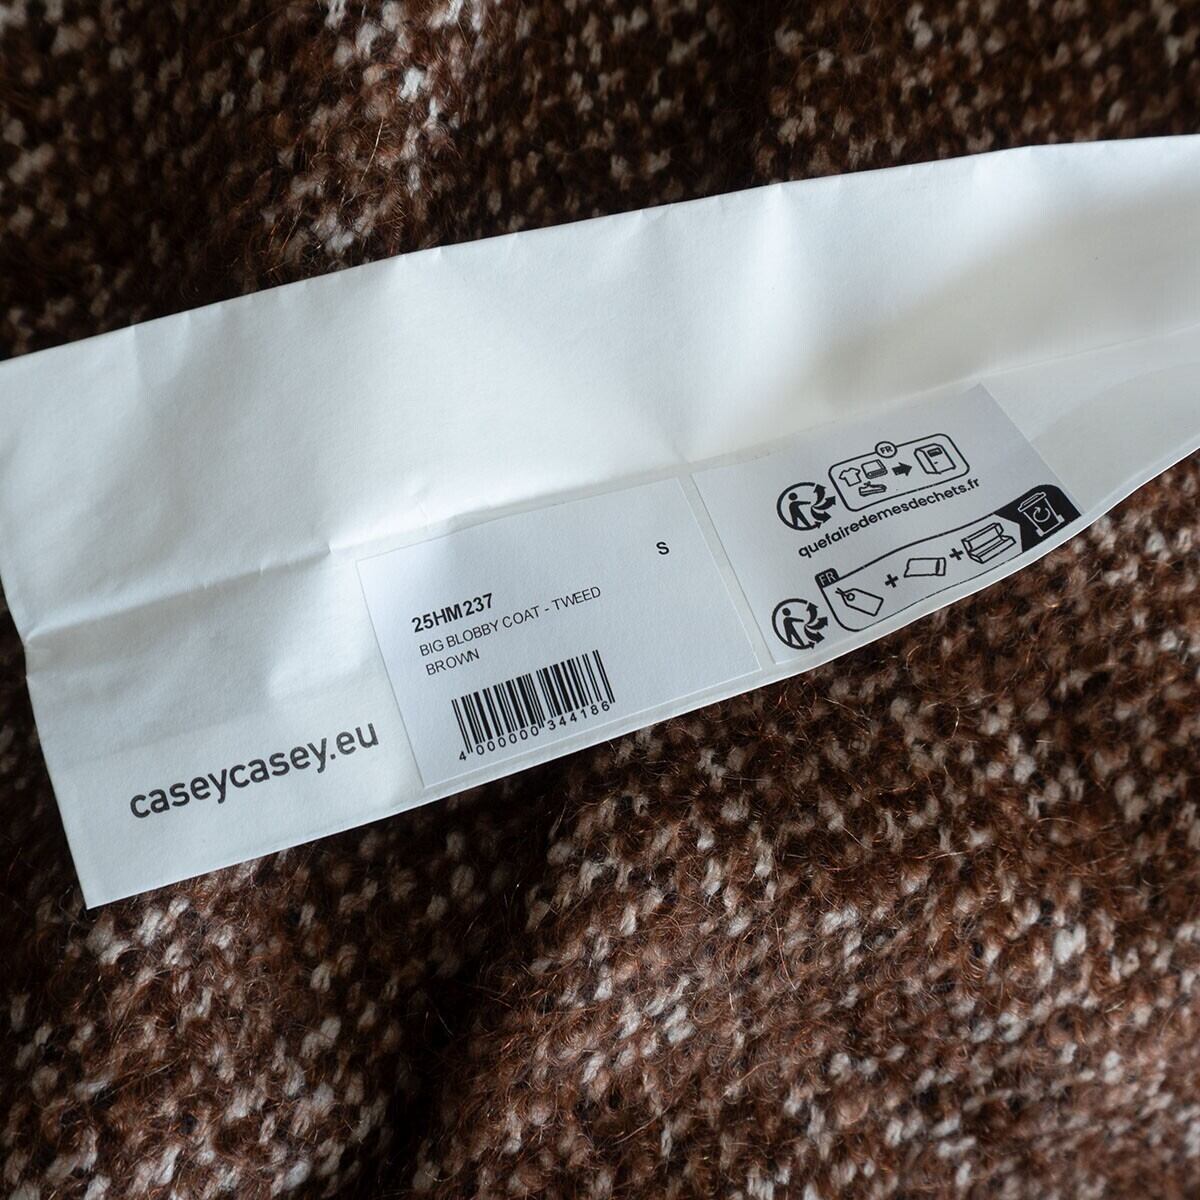 S
25HM237
BIG BLOBBY COAT - TWEED
BROWN
4 000000 344186
caseycasey.eu
FR
quefairedemesdechets.fr
FR
+
+